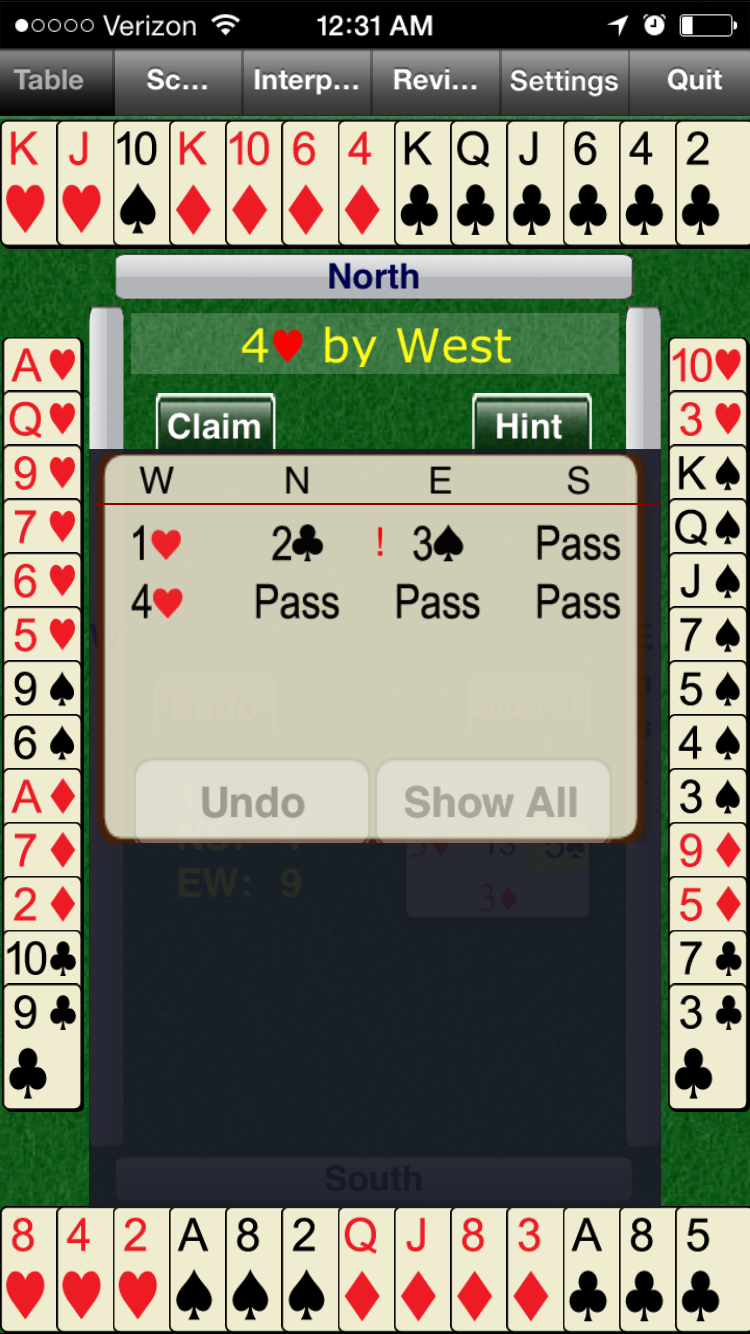 Verizon 12:31 AM
Table Sc... Interp... Revi... Settings Quit
K♥ J♥ 10♠ K♦ 10♦ 6♦ 4♦ K♣ Q♣ J♣ 6♣ 4♣ 2♣
North
4♥ by West
Claim Hint
A♥
Q♥
9♥
7♥
6♥
5♥
9♠
6♠
A♦
7♦
2♦
10♣
9♣
W N E S
1♥ 2♣ ! 3♠ Pass
4♥ Pass Pass Pass
Undo Show All
EW: 9
3♦
10♥
3♥
K♠
Q♠
J♠
7♠
5♠
4♠
3♠
9♦
5♦
7♣
3♣
South
8♥ 4♥ 2♥ A♠ 8♠ 2♠ Q♦ J♦ 8♦ 3♦ A♣ 8♣ 5♣